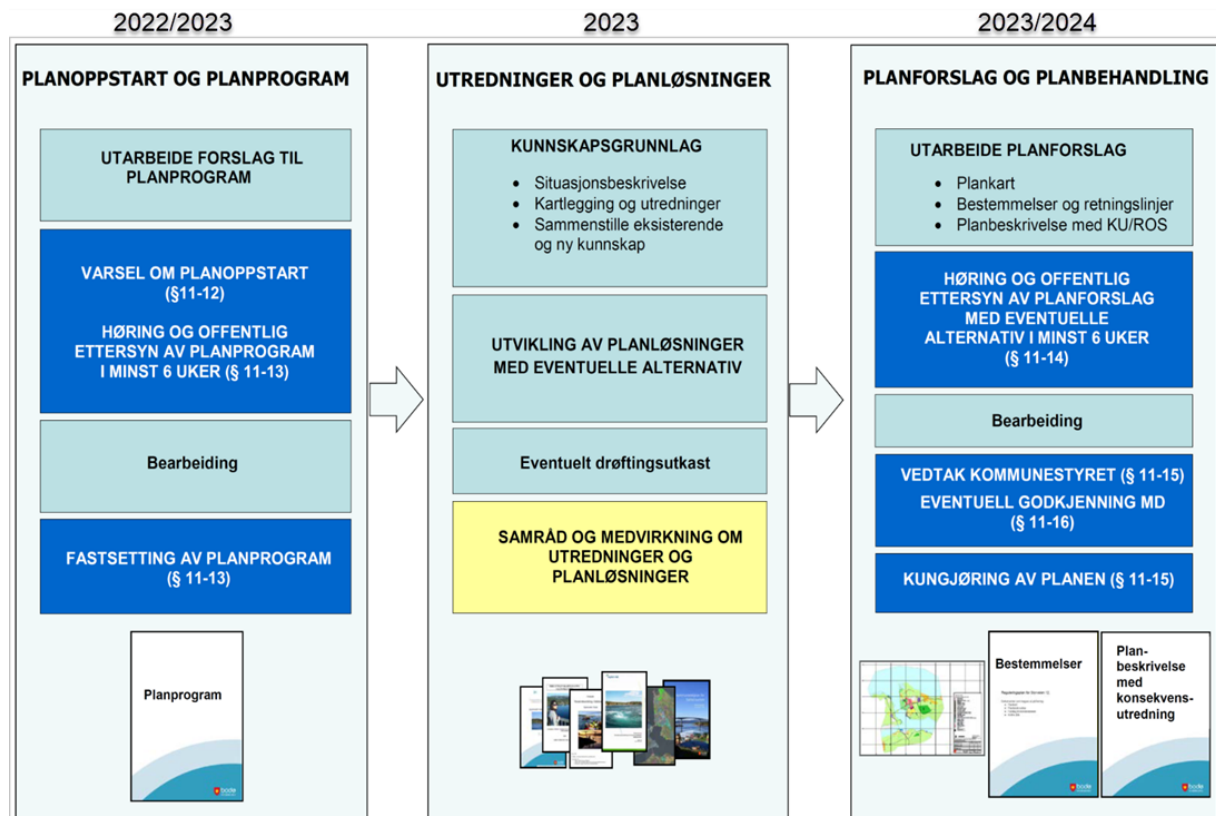 2022/2023
PLANOPPSTART OG PLANPROGRAM
UTARBEIDE FORSLAG TIL
PLANPROGRAM
VARSEL OM PLANOPPSTART
(§11-12)
HØRING OG OFFENTLIG
ETTERSYN AV PLANPROGRAM
I MINST 6 UKER (§ 11-13)
Bearbeiding
FASTSETTING AV PLANPROGRAM
(§ 11-13)
Planprogram
bodø
2023
UTREDNINGER OG PLANLØSNINGER
KUNNSKAPSGRUNNLAG
• Situasjonsbeskrivelse
• Kartlegging og utredninger
• Sammenstille eksisterende
og ny kunnskap
UTVIKLING AV PLANLØSNINGER
MED EVENTUELLE ALTERNATIV
Eventuelt drøftingsutkast
SAMRÅD OG MEDVIRKNING OM
UTREDNINGER OG
PLANLØSNINGER
2023/2024
PLANFORSLAG OG PLANBEHANDLING
UTARBEIDE PLANFORSLAG
• Plankart
• Bestemmelser og retningslinjer
• Planbeskrivelse med KU/ROS
HØRING OG OFFENTLIG
ETTERSYN AV PLANFORSLAG
MED EVENTUELLE
ALTERNATIV I MINST 6 UKER
(§ 11-14)
Bearbeiding
VEDTAK KOMMUNESTYRET (§ 11-15)
EVENTUELL GODKJENNING MD
(§ 11-16)
KUNGJØRING AV PLANEN (§ 11-15)
Bestemmelser
bodø
Plan-
beskrivelse
med
konsekvens-
utredning
bodø